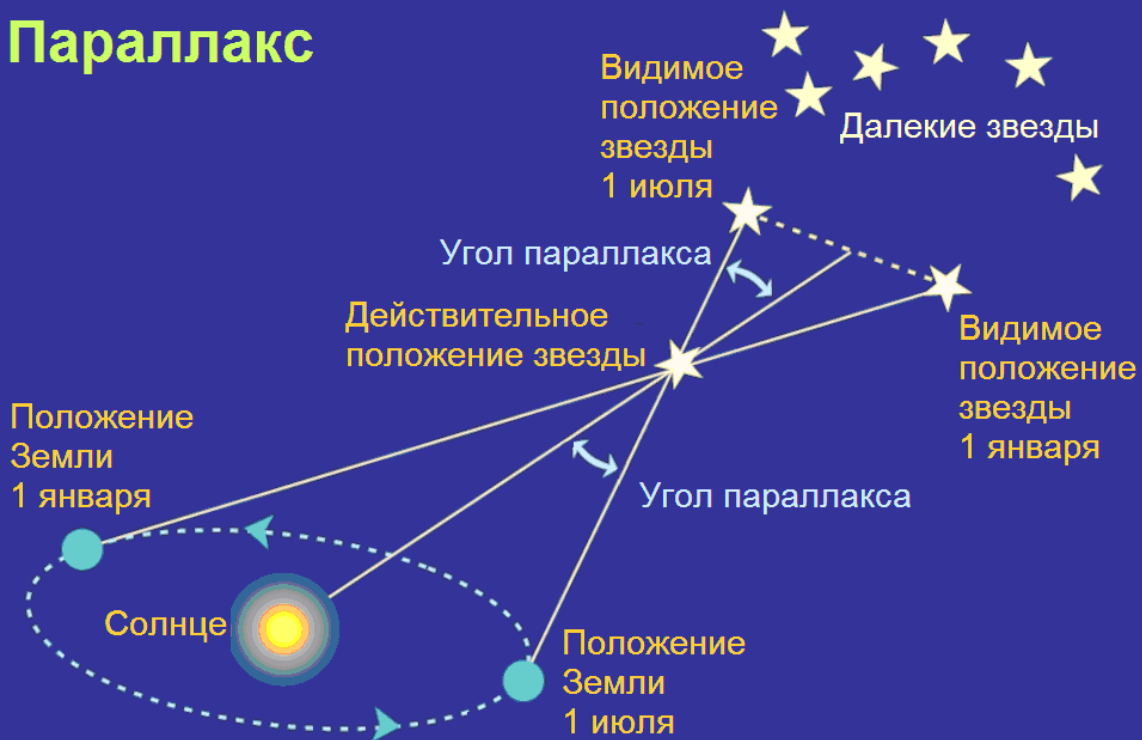 Параллакс
Видимое
положение
звезды
1 июля
Далекие звезды
Угол параллакса
Действительное
положение звезды
Видимое
положение
звезды
1 января
Положение
Земли
1 января
Угол параллакса
Солнце
Положение
Земли
1 июля